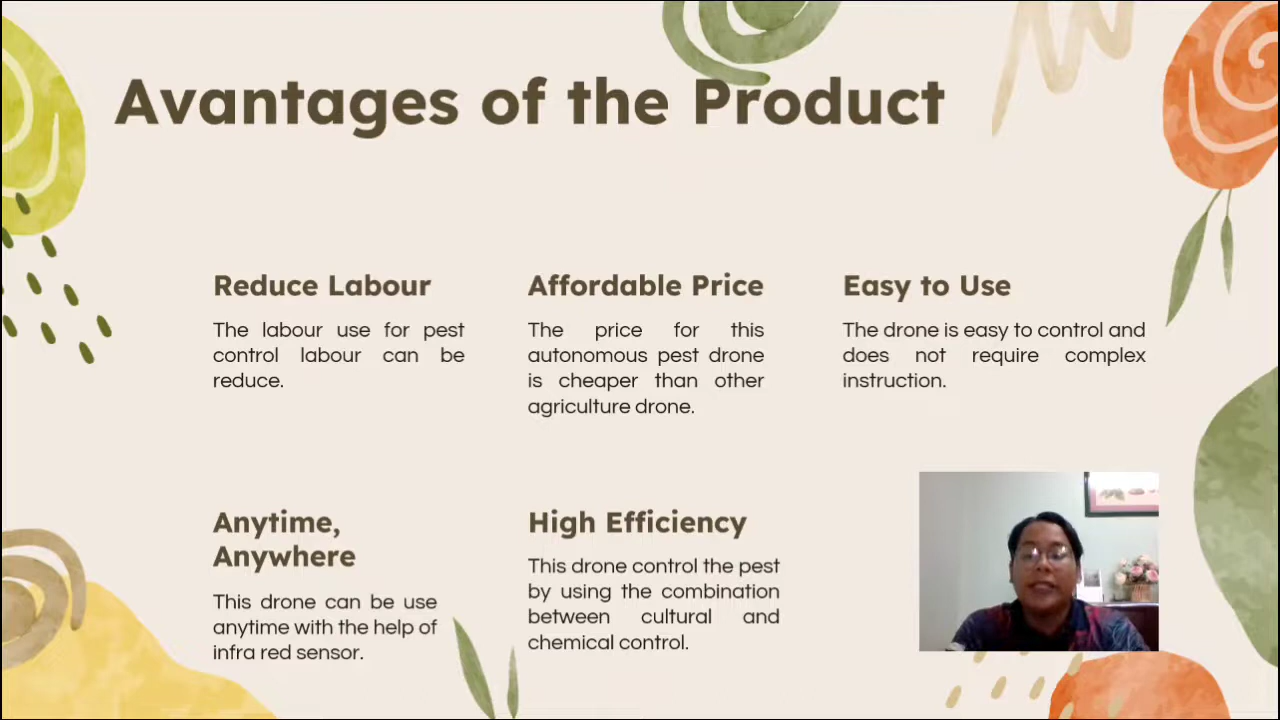 Avantages of the Product
Reduce Labour
The labour use for pest
control labour can be
reduce.
Affordable Price
The price for this
autonomous pest drone
is cheaper than other
agriculture drone.
Easy to Use
The drone is easy to control and
does not require complex
instruction.
Anytime,
Anywhere
This drone can be use
anytime with the help of
infra red sensor.
High Efficiency
This drone control the pest
by using the combination
between cultural and
chemical control.